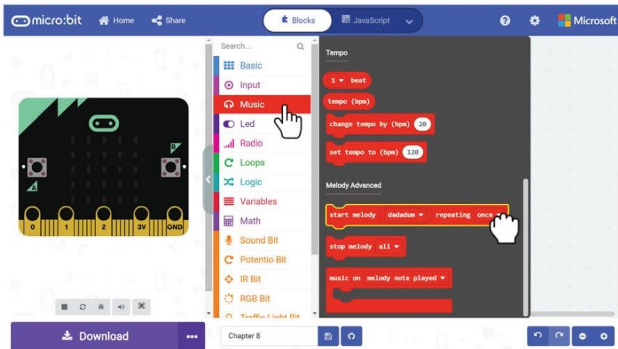 micro:bit Home Share Blocks JavaScript Microsoft
Search...
Basic
Input
Music
Led
Radio
Loops
Logic
Variables
Math
Sound Bit
Potentio Bit
IR Bit
RGB Bit
Traffic Light Bit
Tempo
1 beat
tempo (bpm)
change tempo by (bpm) 20
set tempo to (bpm) 120
Melody Advanced
start melody dadadum repeating once
stop melody all
music on melody note played
B
A
0 1 2 3V GND
Download ...
Chapter 8